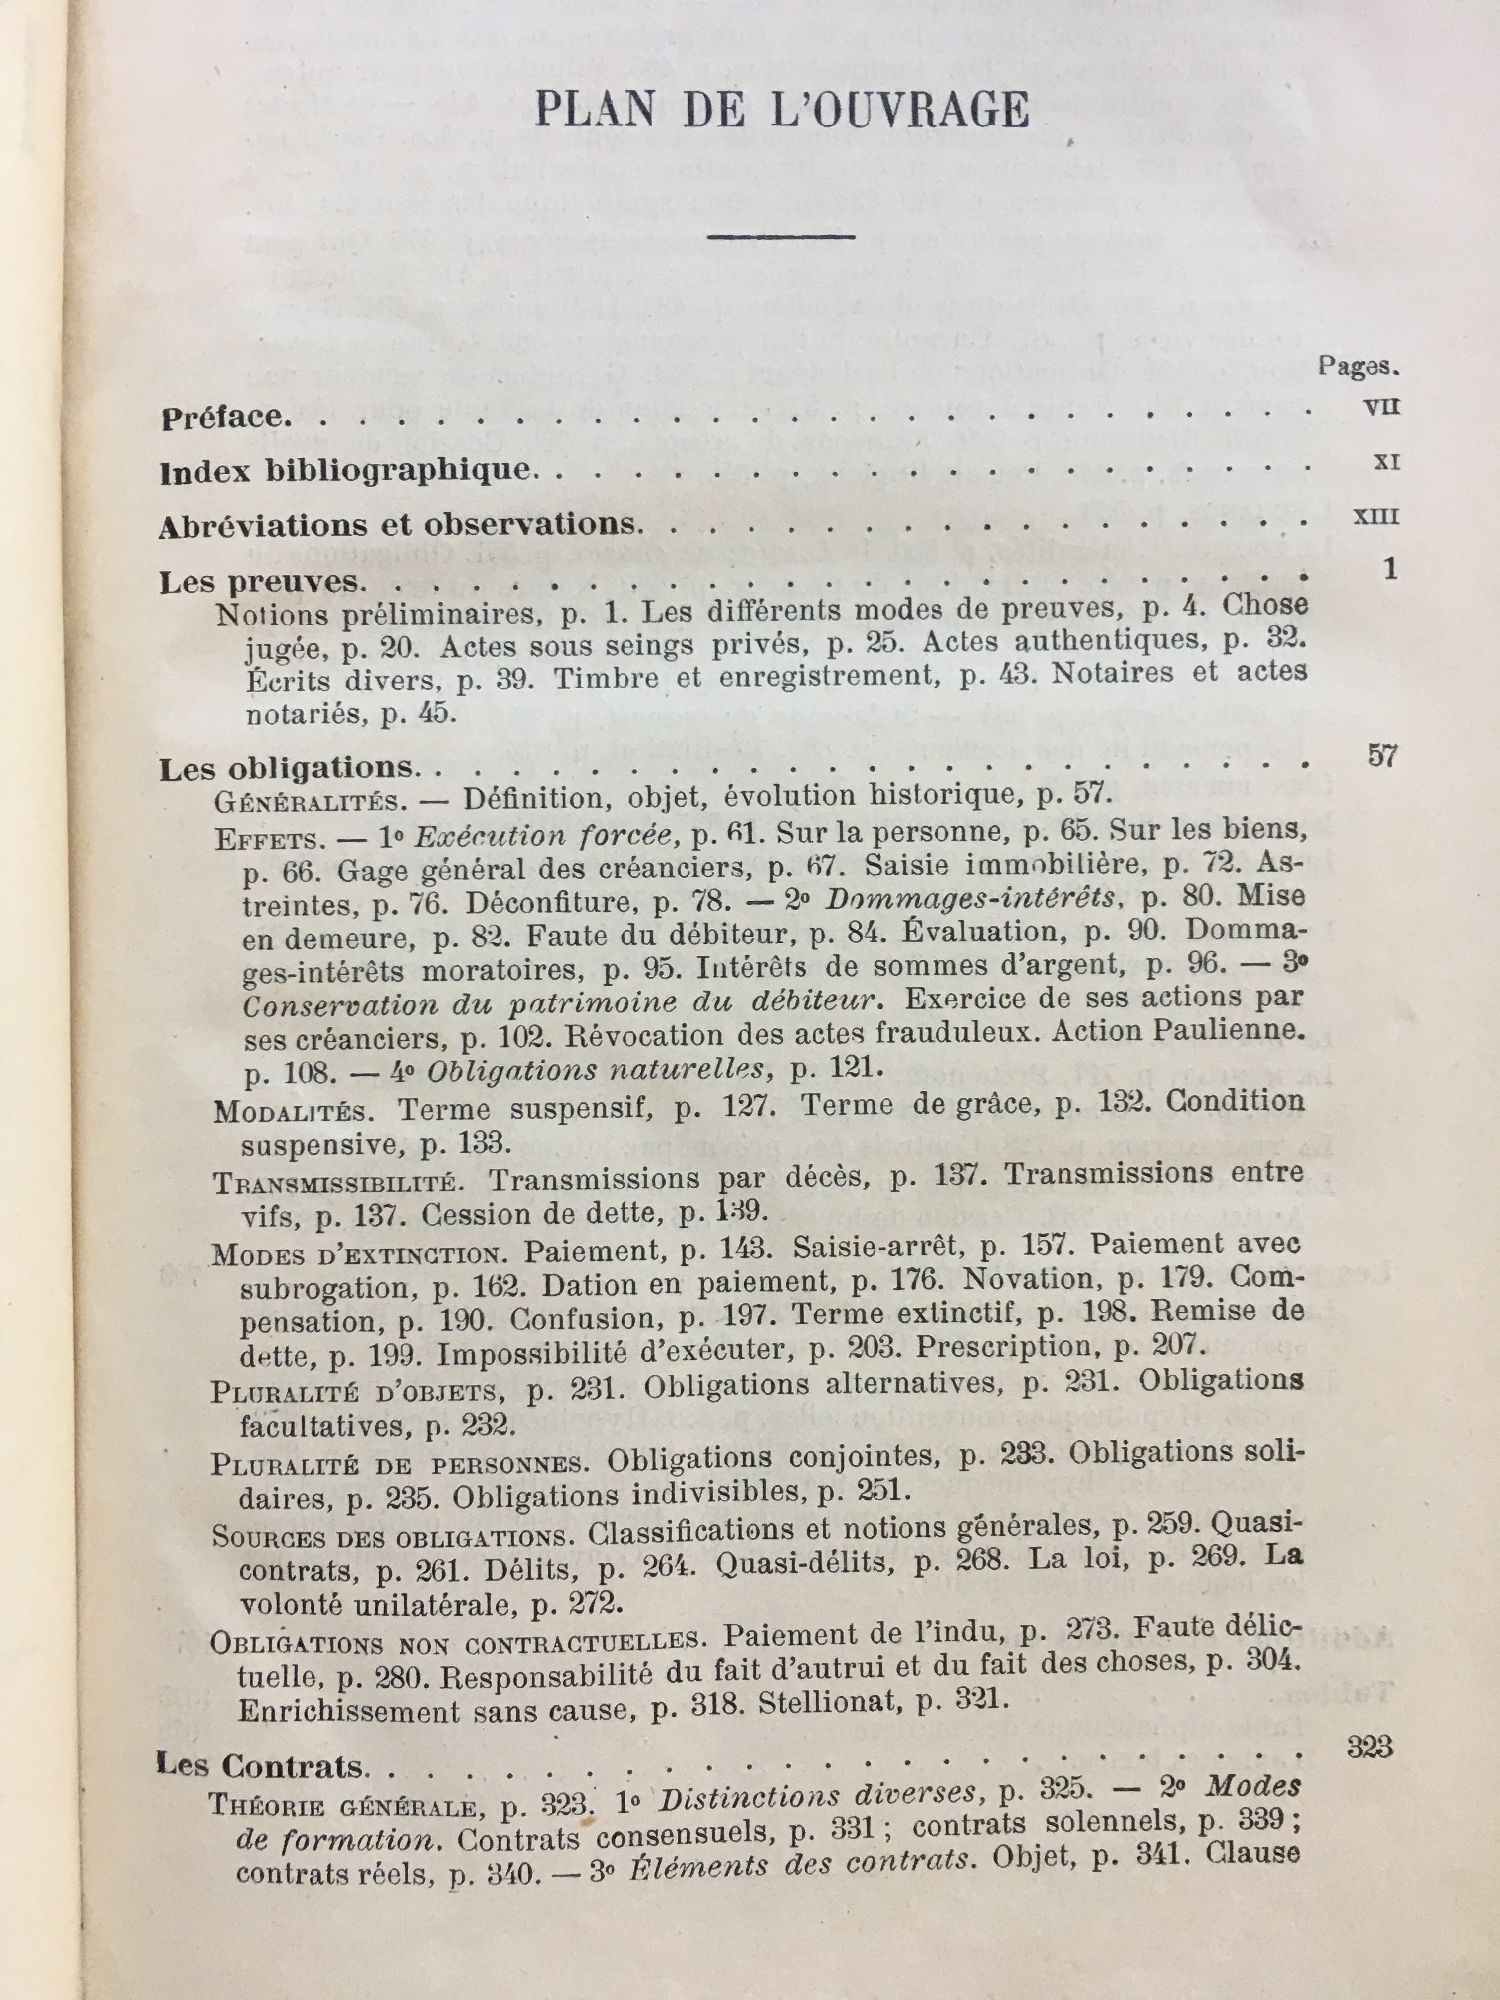 PLAN DE L'OUVRAGE
Pages.
Préface. . . . . . . . . . . . . . . . . . . . . . . . . . . VII
Index bibliographique. . . . . . . . . . . . . . . . . . . . . XI
Abréviations et observations. . . . . . . . . . . . . . . . . . XIII
Les preuves. . . . . . . . . . . . . . . . . . . . . . . . . 1
Notions préliminaires, p. 1. Les différents modes de preuves, p. 4. Chose
jugée, p. 20. Actes sous seings privés, p. 25. Actes authentiques, p. 32.
Écrits divers, p. 39. Timbre et enregistrement, p. 43. Notaires et actes
notariés, p. 45.
Les obligations. . . . . . . . . . . . . . . . . . . . . . . . 57
GÉNÉRALITÉS. — Définition, objet, évolution historique, p. 57.
EFFETS. — 1º Exécution forcée, p. 61. Sur la personne, p. 65. Sur les biens,
p. 66. Gage général des créanciers, p. 67. Saisie immobilière, p. 72. As-
treintes, p. 76. Déconfiture, p. 78. — 2º Dommages-intérêts, p. 80. Mise
en demeure, p. 82. Faute du débiteur, p. 84. Évaluation, p. 90. Domma-
ges-intérêts moratoires, p. 95. Intérêts de sommes d'argent, p. 96. — 3º
Conservation du patrimoine du débiteur. Exercice de ses actions par
ses créanciers, p. 102. Révocation des actes frauduleux. Action Paulienne.
p. 108. — 4º Obligations naturelles, p. 121.
MODALITÉS. Terme suspensif, p. 127. Terme de grâce, p. 132. Condition
suspensive, p. 133.
TRANSMISSIBILITÉ. Transmissions par décès, p. 137. Transmissions entre
vifs, p. 137. Cession de dette, p. 139.
MODES D'EXTINCTION. Paiement, p. 143. Saisie-arrêt, p. 157. Paiement avec
subrogation, p. 162. Dation en paiement, p. 176. Novation, p. 179. Com-
pensation, p. 190. Confusion, p. 197. Terme extinctif, p. 198. Remise de
dette, p. 199. Impossibilité d'exécuter, p. 203. Prescription, p. 207.
PLURALITÉ D'OBJETS, p. 231. Obligations alternatives, p. 231. Obligations
facultatives, p. 232.
PLURALITÉ DE PERSONNES. Obligations conjointes, p. 233. Obligations soli-
daires, p. 235. Obligations indivisibles, p. 251.
SOURCES DES OBLIGATIONS. Classifications et notions générales, p. 259. Quasi-
contrats, p. 261. Délits, p. 264. Quasi-délits, p. 268. La loi, p. 269. La
volonté unilatérale, p. 272.
OBLIGATIONS NON CONTRACTUELLES. Paiement de l'indu, p. 273. Faute délic-
tuelle, p. 280. Responsabilité du fait d'autrui et du fait des choses, p. 304.
Enrichissement sans cause, p. 318. Stellionat, p. 321.
Les Contrats. . . . . . . . . . . . . . . . . . . . . . . . . 323
THÉORIE GÉNÉRALE, p. 323. 1º Distinctions diverses, p. 325. — 2º Modes
de formation. Contrats consensuels, p. 331 ; contrats solennels, p. 339 ;
contrats réels, p. 340. — 3º Éléments des contrats. Objet, p. 341. Clause